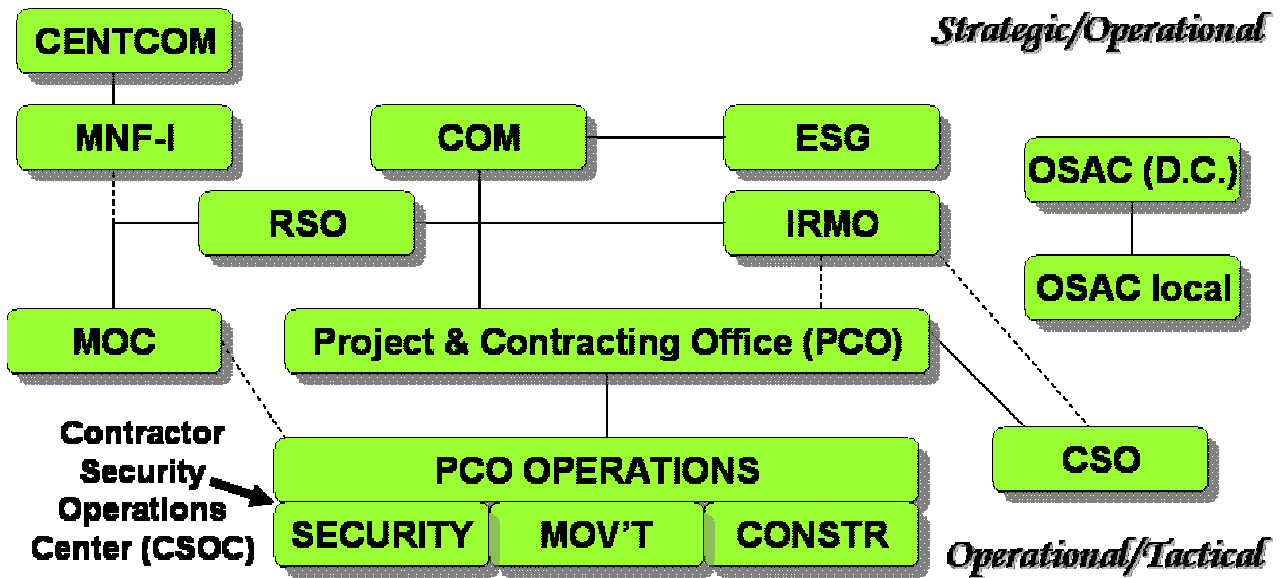 CENTCOM
Strategic/Operational
MNF-I
COM
ESG
OSAC (D.C.)
RSO
IRMO
OSAC local
MOC
Project & Contracting Office (PCO)
Contractor
Security
Operations
Center (CSOC)
PCO OPERATIONS
CSO
SECURITY
MOV'T
CONSTR
Operational/Tactical